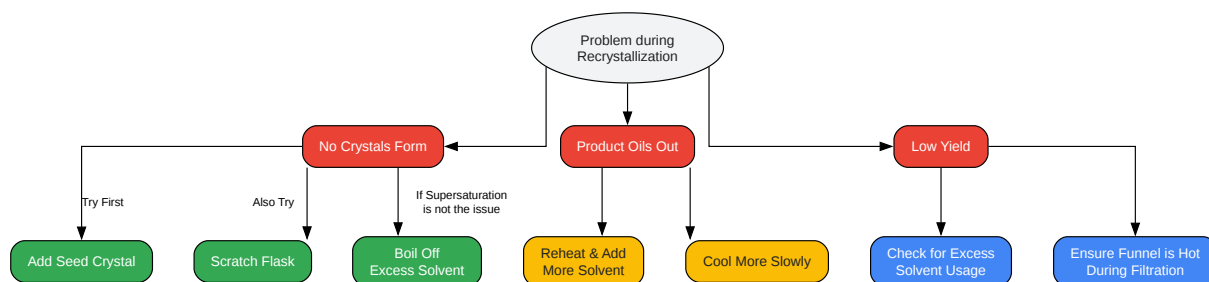 Problem during
Recrystallization
No Crystals Form
Product Oils Out
Low Yield
Try First
Also Try
If Supersaturation
is not the issue
Add Seed Crystal
Scratch Flask
Boil Off
Excess Solvent
Reheat & Add
More Solvent
Cool More Slowly
Check for Excess
Solvent Usage
Ensure Funnel is Hot
During Filtration